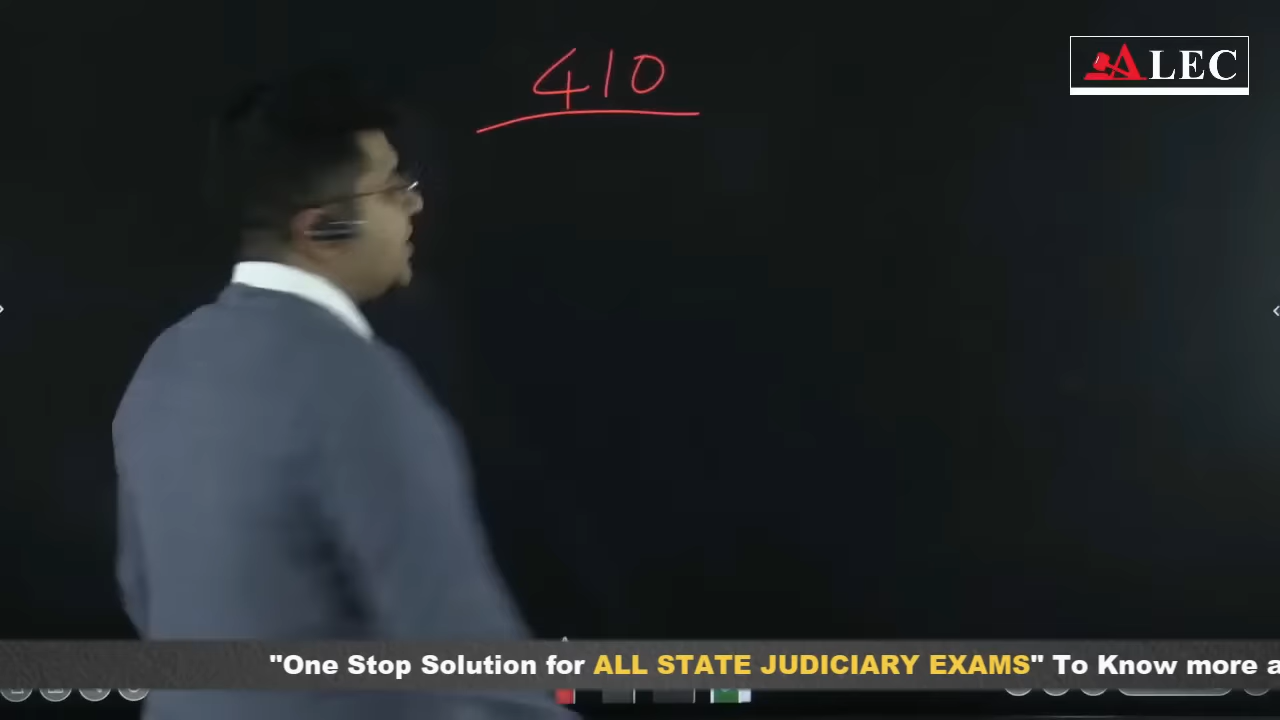 410
ALEC
"One Stop Solution for ALL STATE JUDICIARY EXAMS" To Know more a